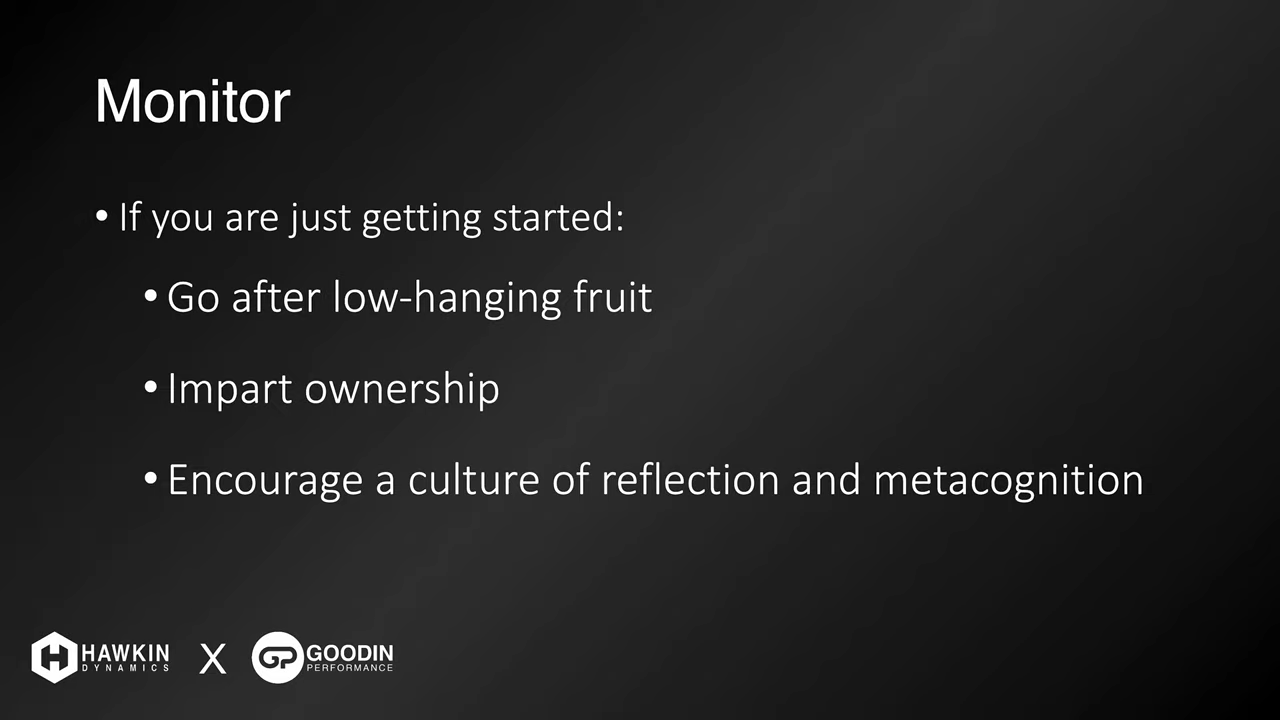 Monitor
• If you are just getting started:
• Go after low-hanging fruit
• Impart ownership
• Encourage a culture of reflection and metacognition
HAWKIN
DYNAMICS
X
GP
GOODIN
PERFORMANCE